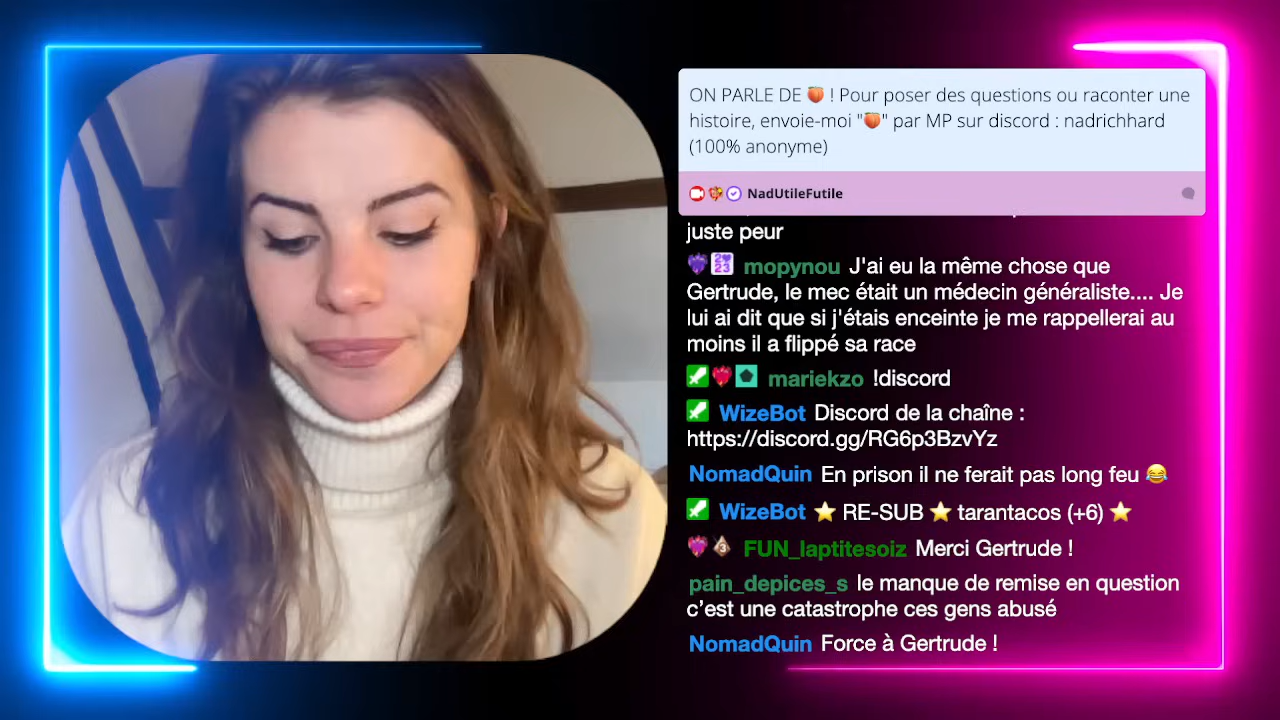 ON PARLE DE 🍑 ! Pour poser des questions ou raconter une
histoire, envoie-moi "🍑" par MP sur discord : nadrichhard
(100% anonyme)
NadUtileFutile
juste peur
2023 mopynou J'ai eu la même chose que
Gertrude, le mec était un médecin généraliste.... Je
lui ai dit que si j'étais enceinte je me rappellerai au
moins il a flippé sa race
mariekzo !discord
WizeBot Discord de la chaîne :
https://discord.gg/RG6p3BzvYz
NomadQuin En prison il ne ferait pas long feu 😂
WizeBot ⭐ RE-SUB ⭐ tarantacos (+6) ⭐
3 FUN_laptitesoiz Merci Gertrude !
pain_depices_s le manque de remise en question
c’est une catastrophe ces gens abusé
NomadQuin Force à Gertrude !